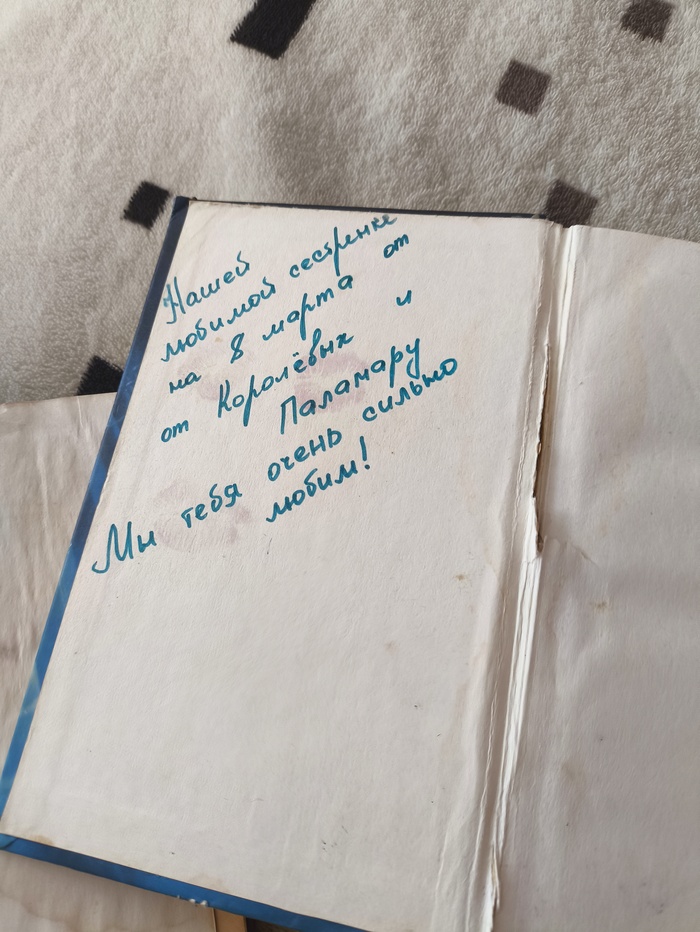 Нашей
любимой сестренке
на 8 марта от
от Королёвых и
Паламару
Мы тебя очень сильно
любим!